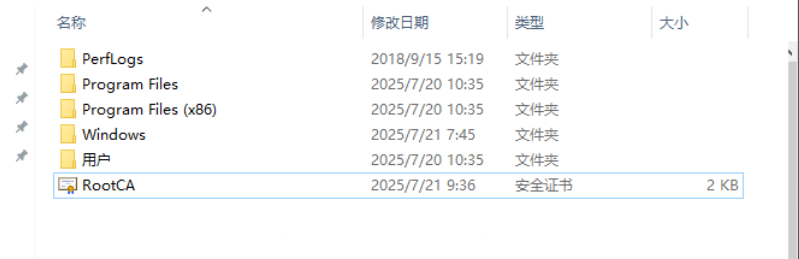 名称 修改日期 类型 大小
PerfLogs 2018/9/15 15:19 文件夹
Program Files 2025/7/20 10:35 文件夹
Program Files (x86) 2025/7/20 10:35 文件夹
Windows 2025/7/21 7:45 文件夹
用户 2025/7/20 10:35 文件夹
RootCA 2025/7/21 9:36 安全证书 2 KB